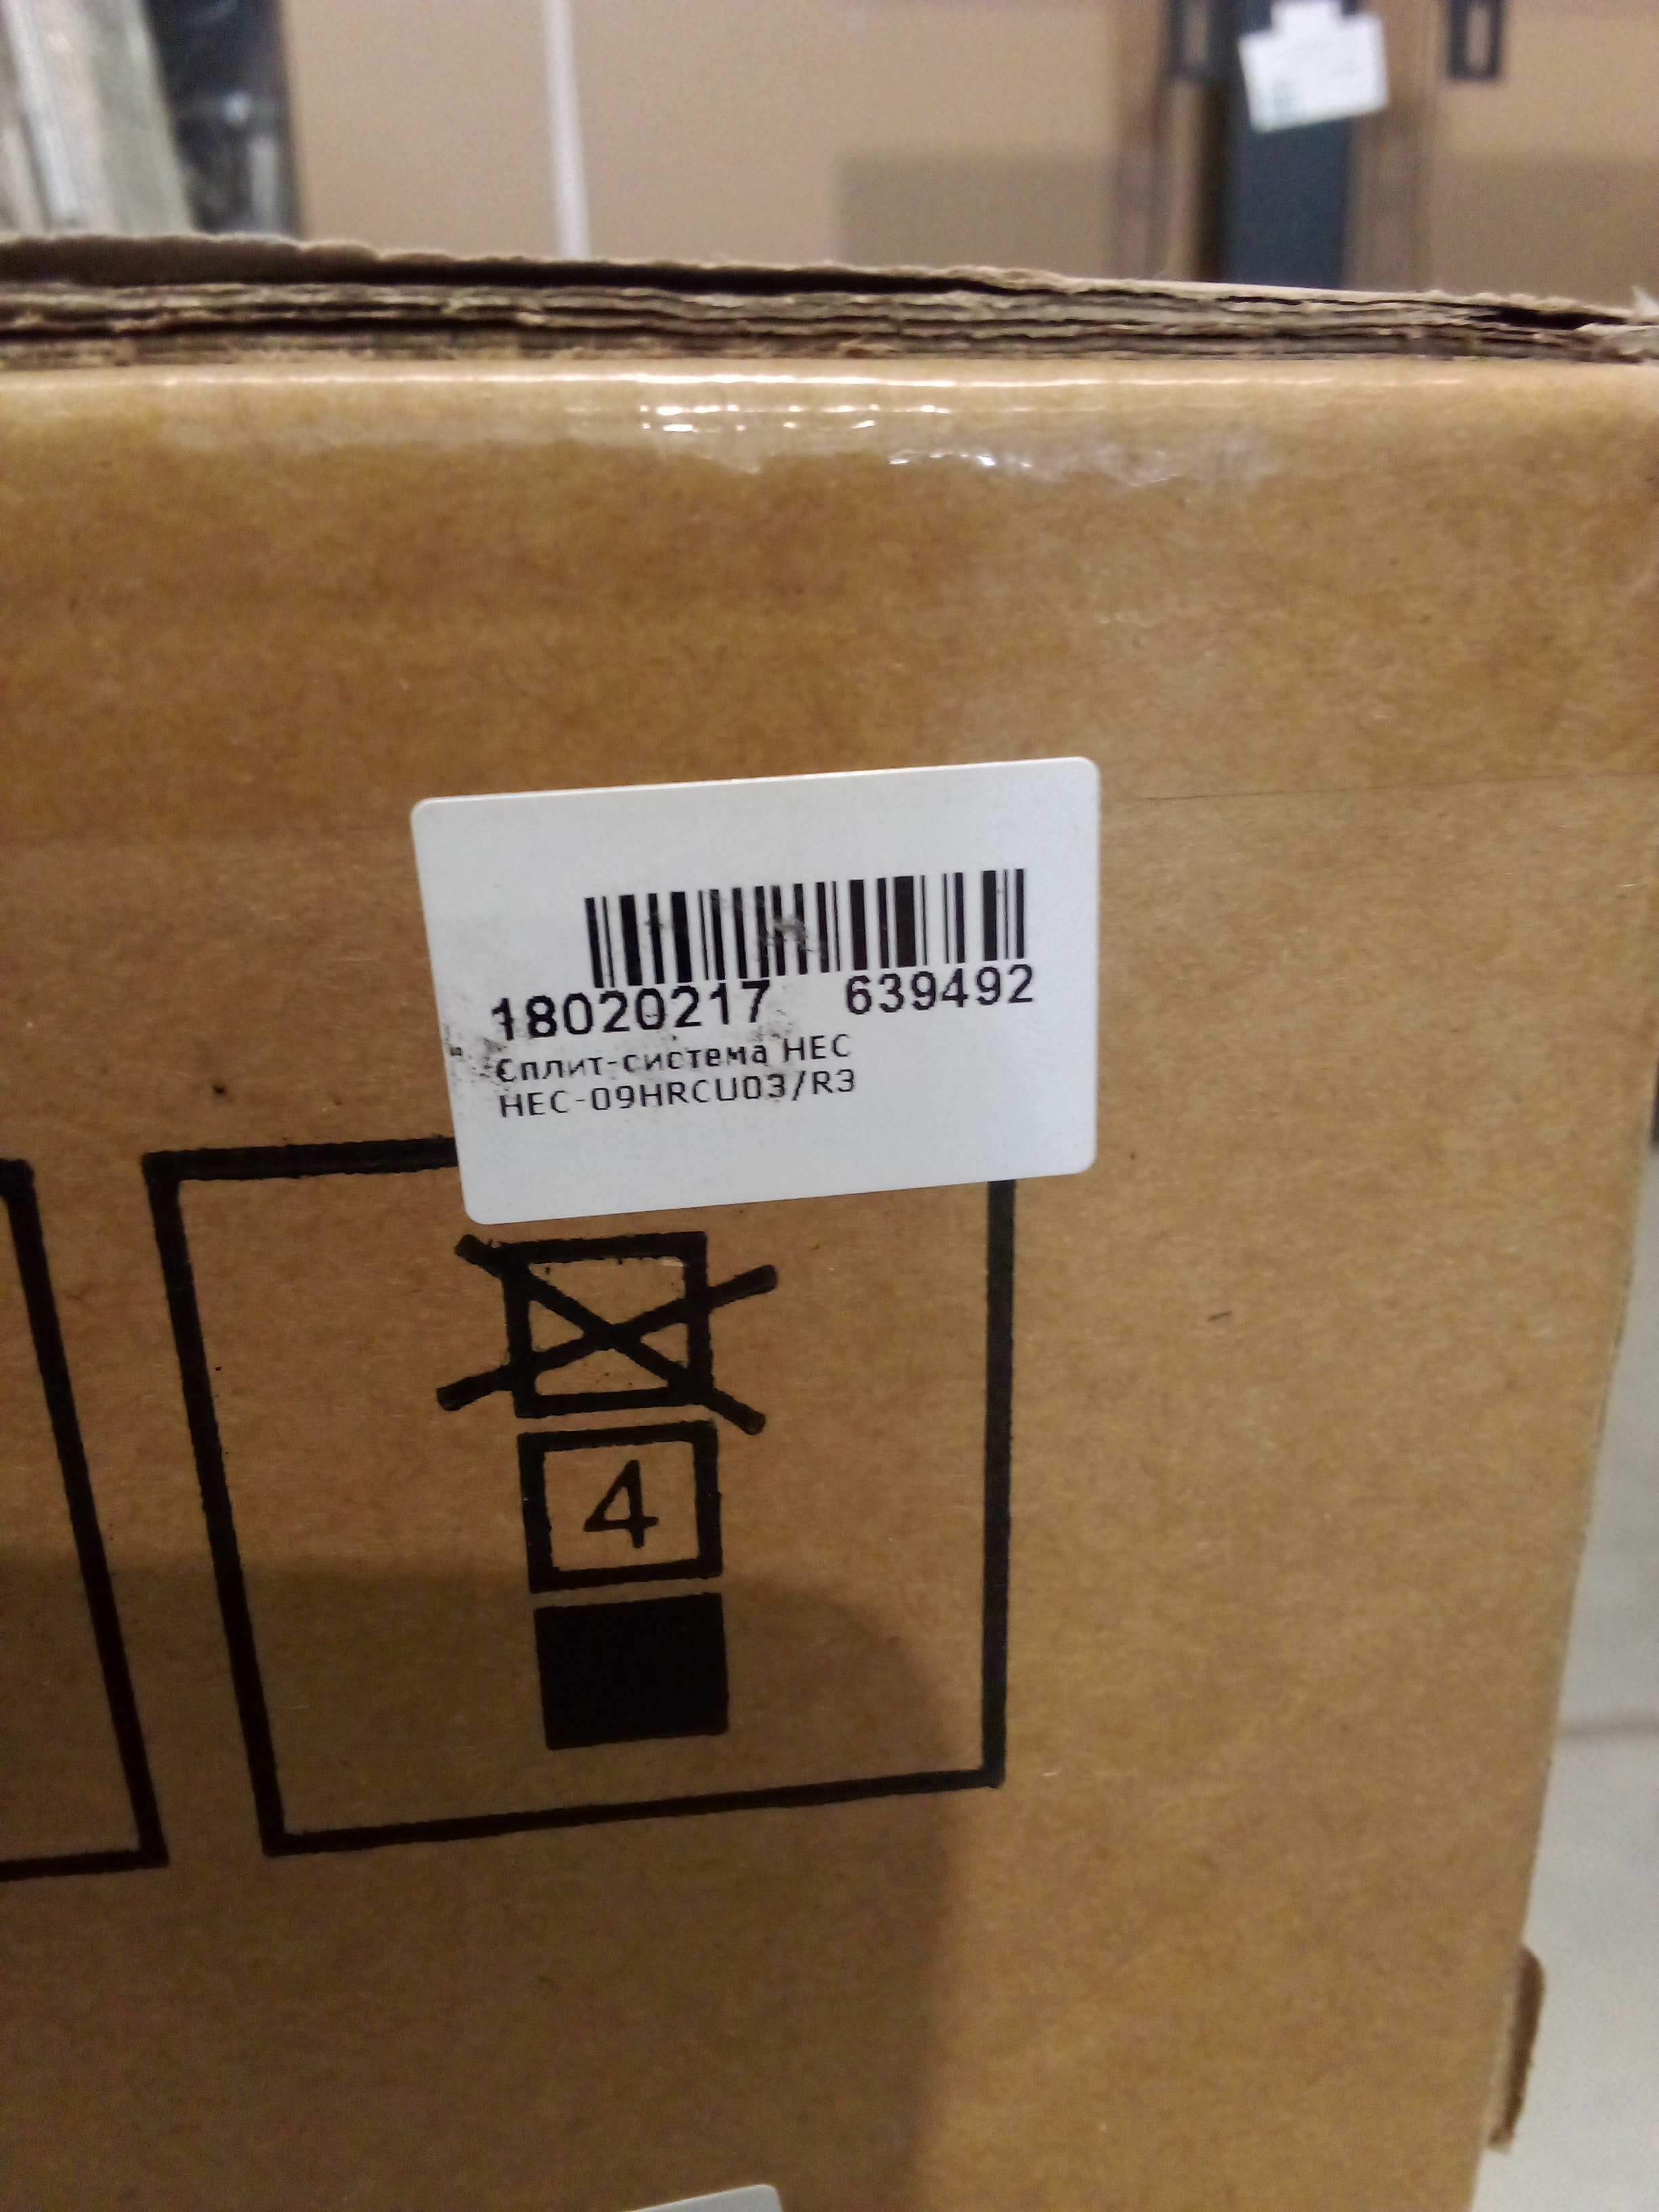 18020217 639492
Сплит-система HEC
HEC-09HRCU03/R3
4